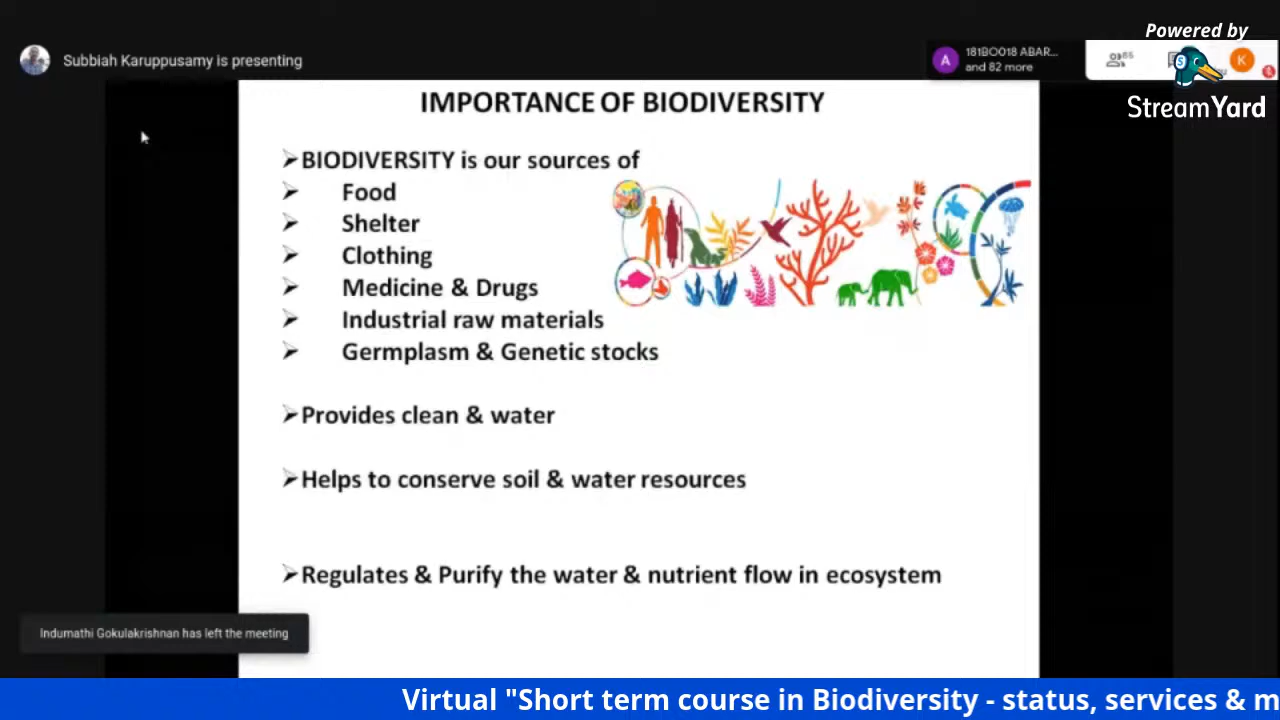 Powered by
StreamYard
Subbiah Karuppusamy is presenting
A
181BO018 ABAR...
and 82 more
K
IMPORTANCE OF BIODIVERSITY
➢BIODIVERSITY is our sources of
➢ Food
➢ Shelter
➢ Clothing
➢ Medicine & Drugs
➢ Industrial raw materials
➢ Germplasm & Genetic stocks
➢Provides clean & water
➢Helps to conserve soil & water resources
➢Regulates & Purify the water & nutrient flow in ecosystem
Indumathi Gokulakrishnan has left the meeting
Virtual "Short term course in Biodiversity - status, services & m